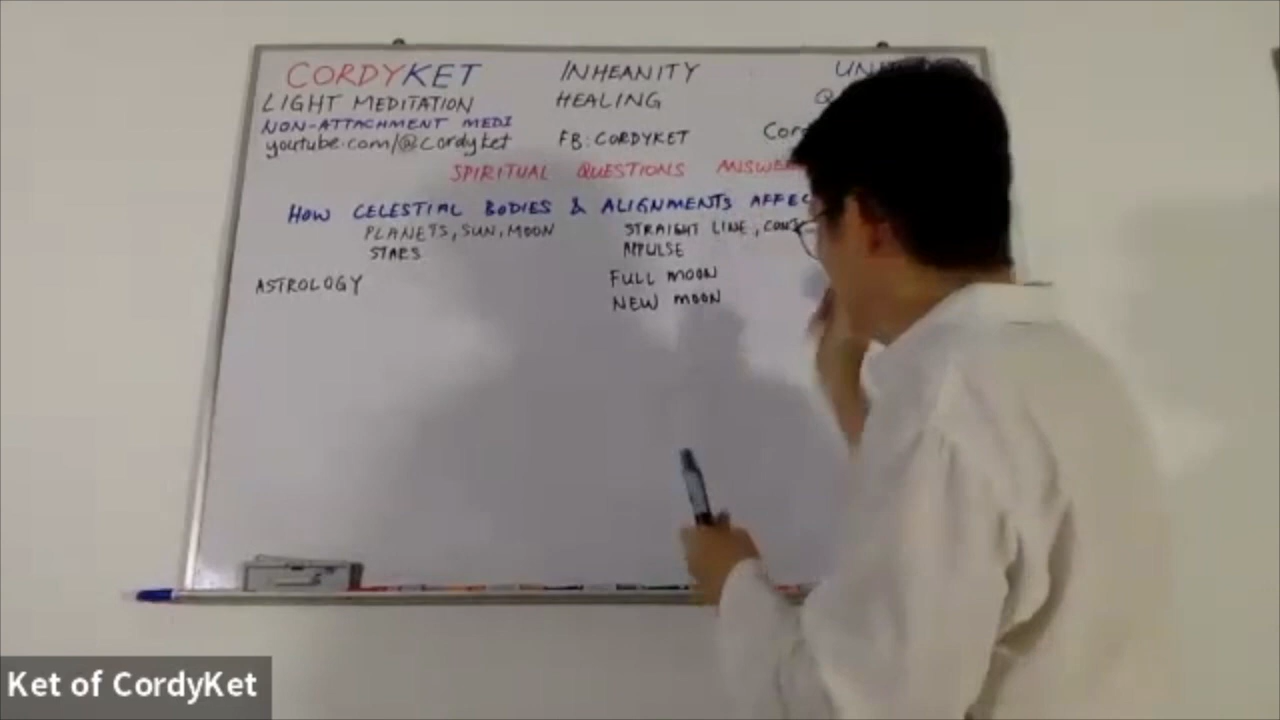 CORDYKET INHEANITY
LIGHT MEDITATION HEALING
NON-ATTACHMENT MEDI
youtube.com/@cordyket FB: CORDYKET
SPIRITUAL QUESTIONS
HOW CELESTIAL BODIES & ALIGNMENTS
PLANETS, SUN, MOON STRAIGHT LINE,
STARS APPULSE
ASTROLOGY FULL MOON
NEW MOON
Ket of CordyKet